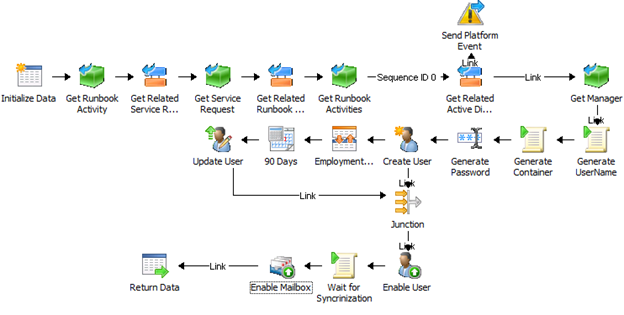 Send Platform
Event
Link
Sequence ID 0
Link
Initialize Data
Get Runbook
Activity
Get Related
Service R...
Get Service
Request
Get Related
Runbook ...
Get Runbook
Activities
Get Related
Active Di...
Get Manager
Link
Update User
90 Days
Employment...
Create User
Generate
Password
Generate
Container
Generate
UserName
Link
Link
Junction
Link
Link
Return Data
Enable Mailbox
Wait for
Syncrinization
Enable User